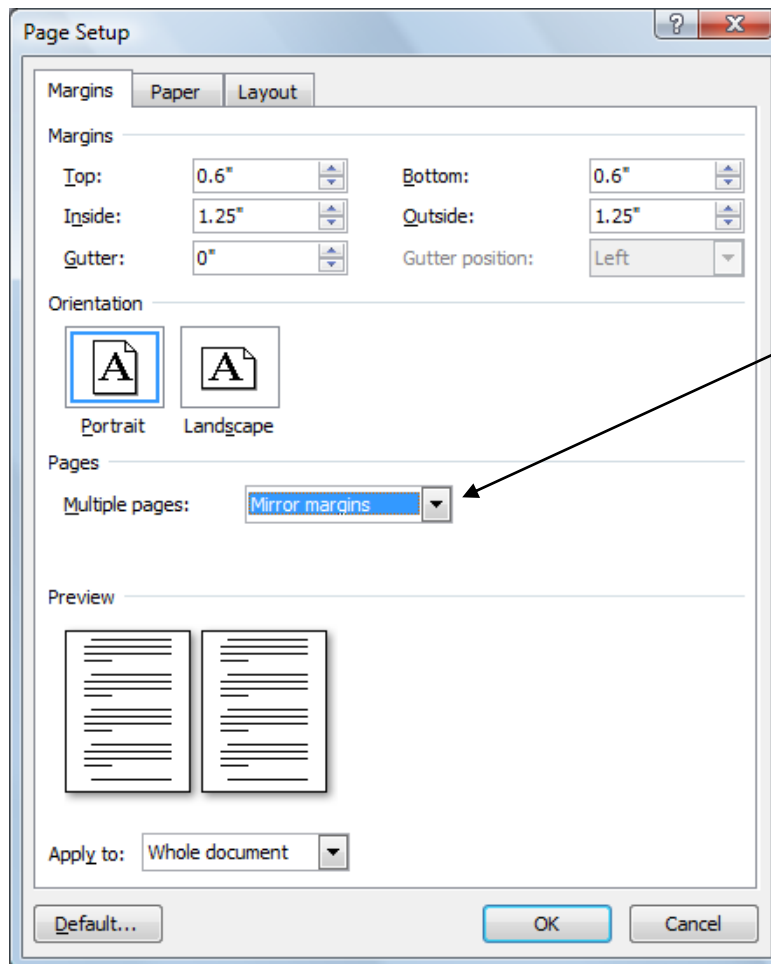 Page Setup
Margins Paper Layout
Margins
Top: 0.6" Bottom: 0.6"
Inside: 1.25" Outside: 1.25"
Gutter: 0" Gutter position: Left
Orientation
A A
Portrait Landscape
Pages
Multiple pages: Mirror margins
Preview
Apply to: Whole document
Default... OK Cancel